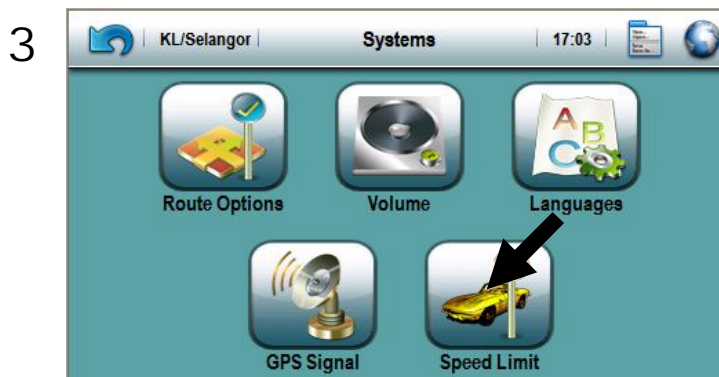 3
KL/Selangor Systems 17:03
Route Options Volume Languages
A
B
C
GPS Signal Speed Limit